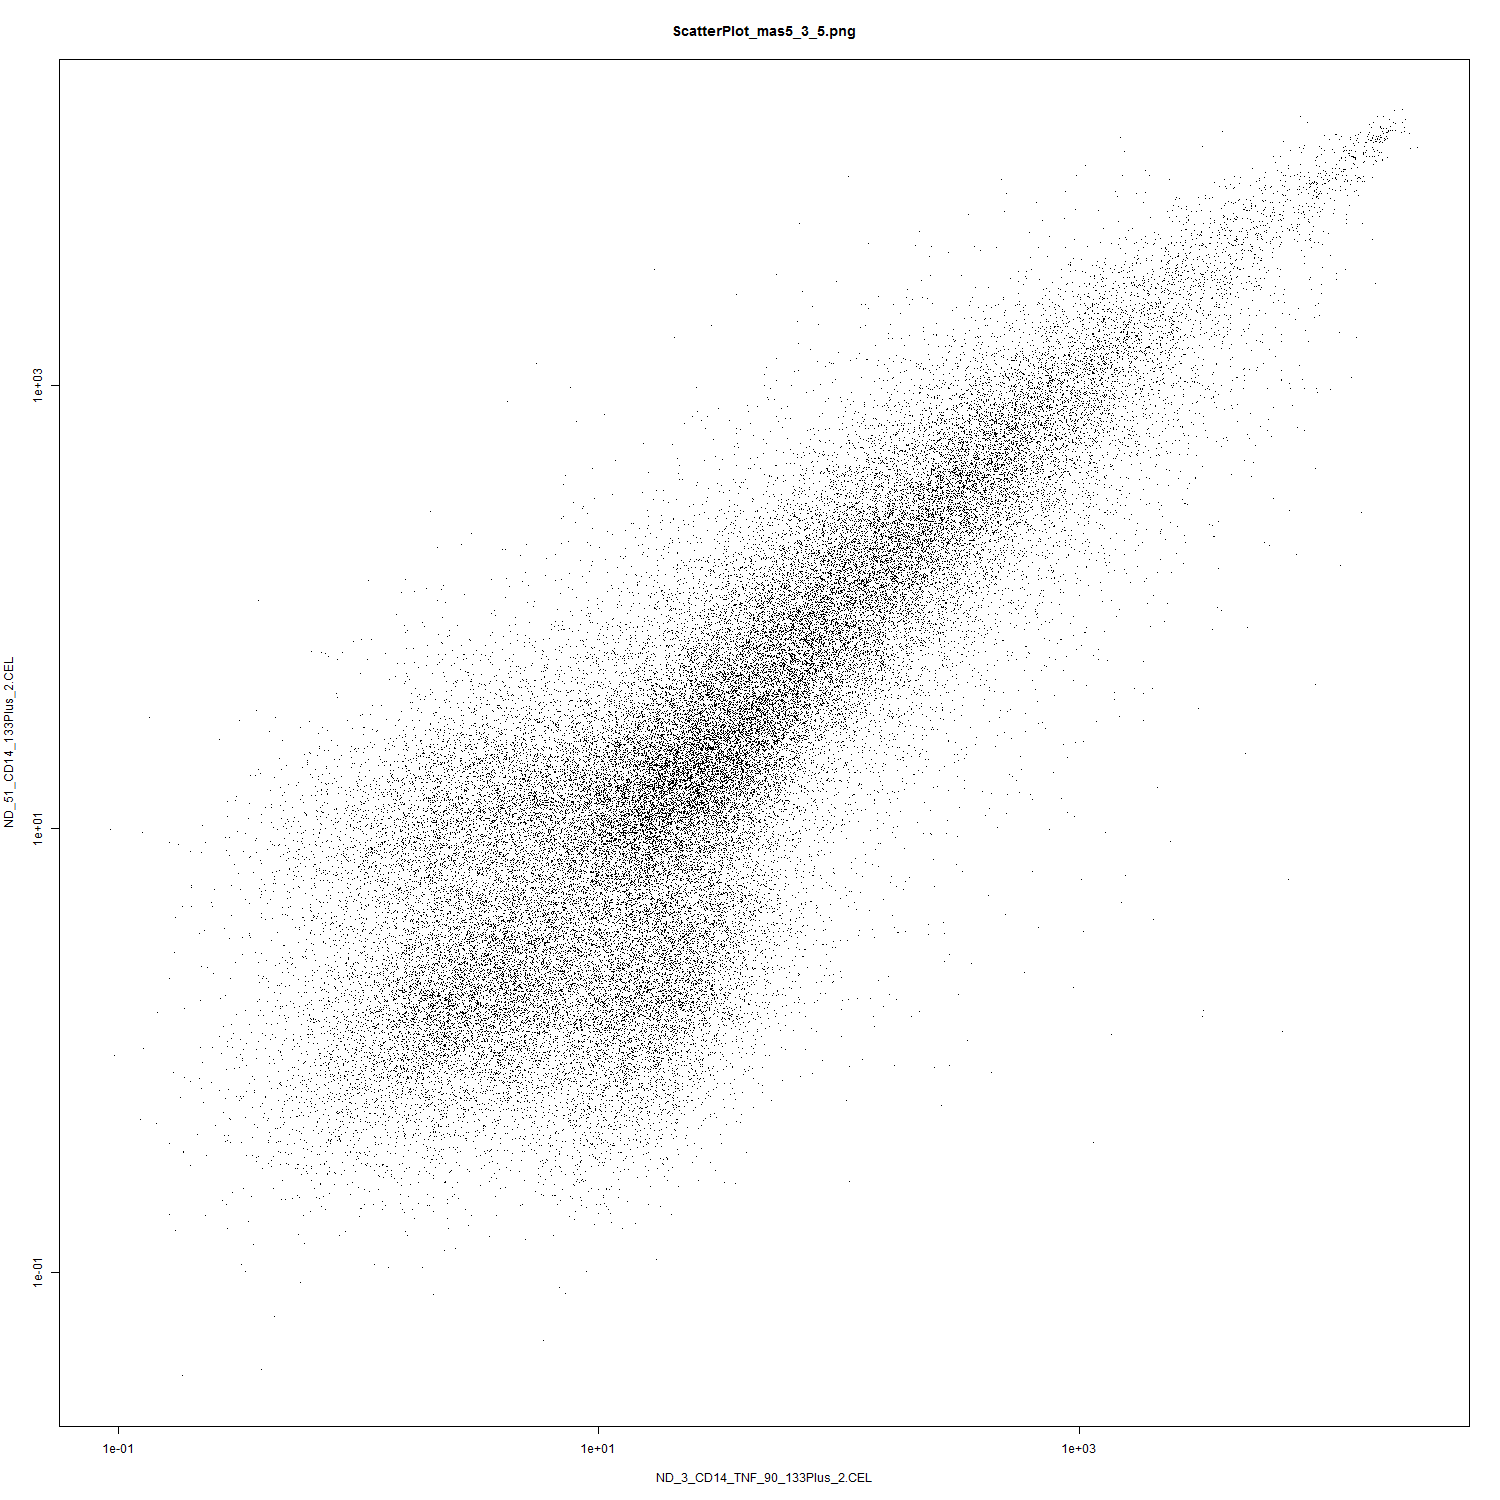 ScatterPlot_mas5_3_5.png
ND_51_CD14_133Plus_2.CEL
1e+03
1e+01
1e-01
1e-01
1e+01
1e+03
ND_3_CD14_TNF_90_133Plus_2.CEL